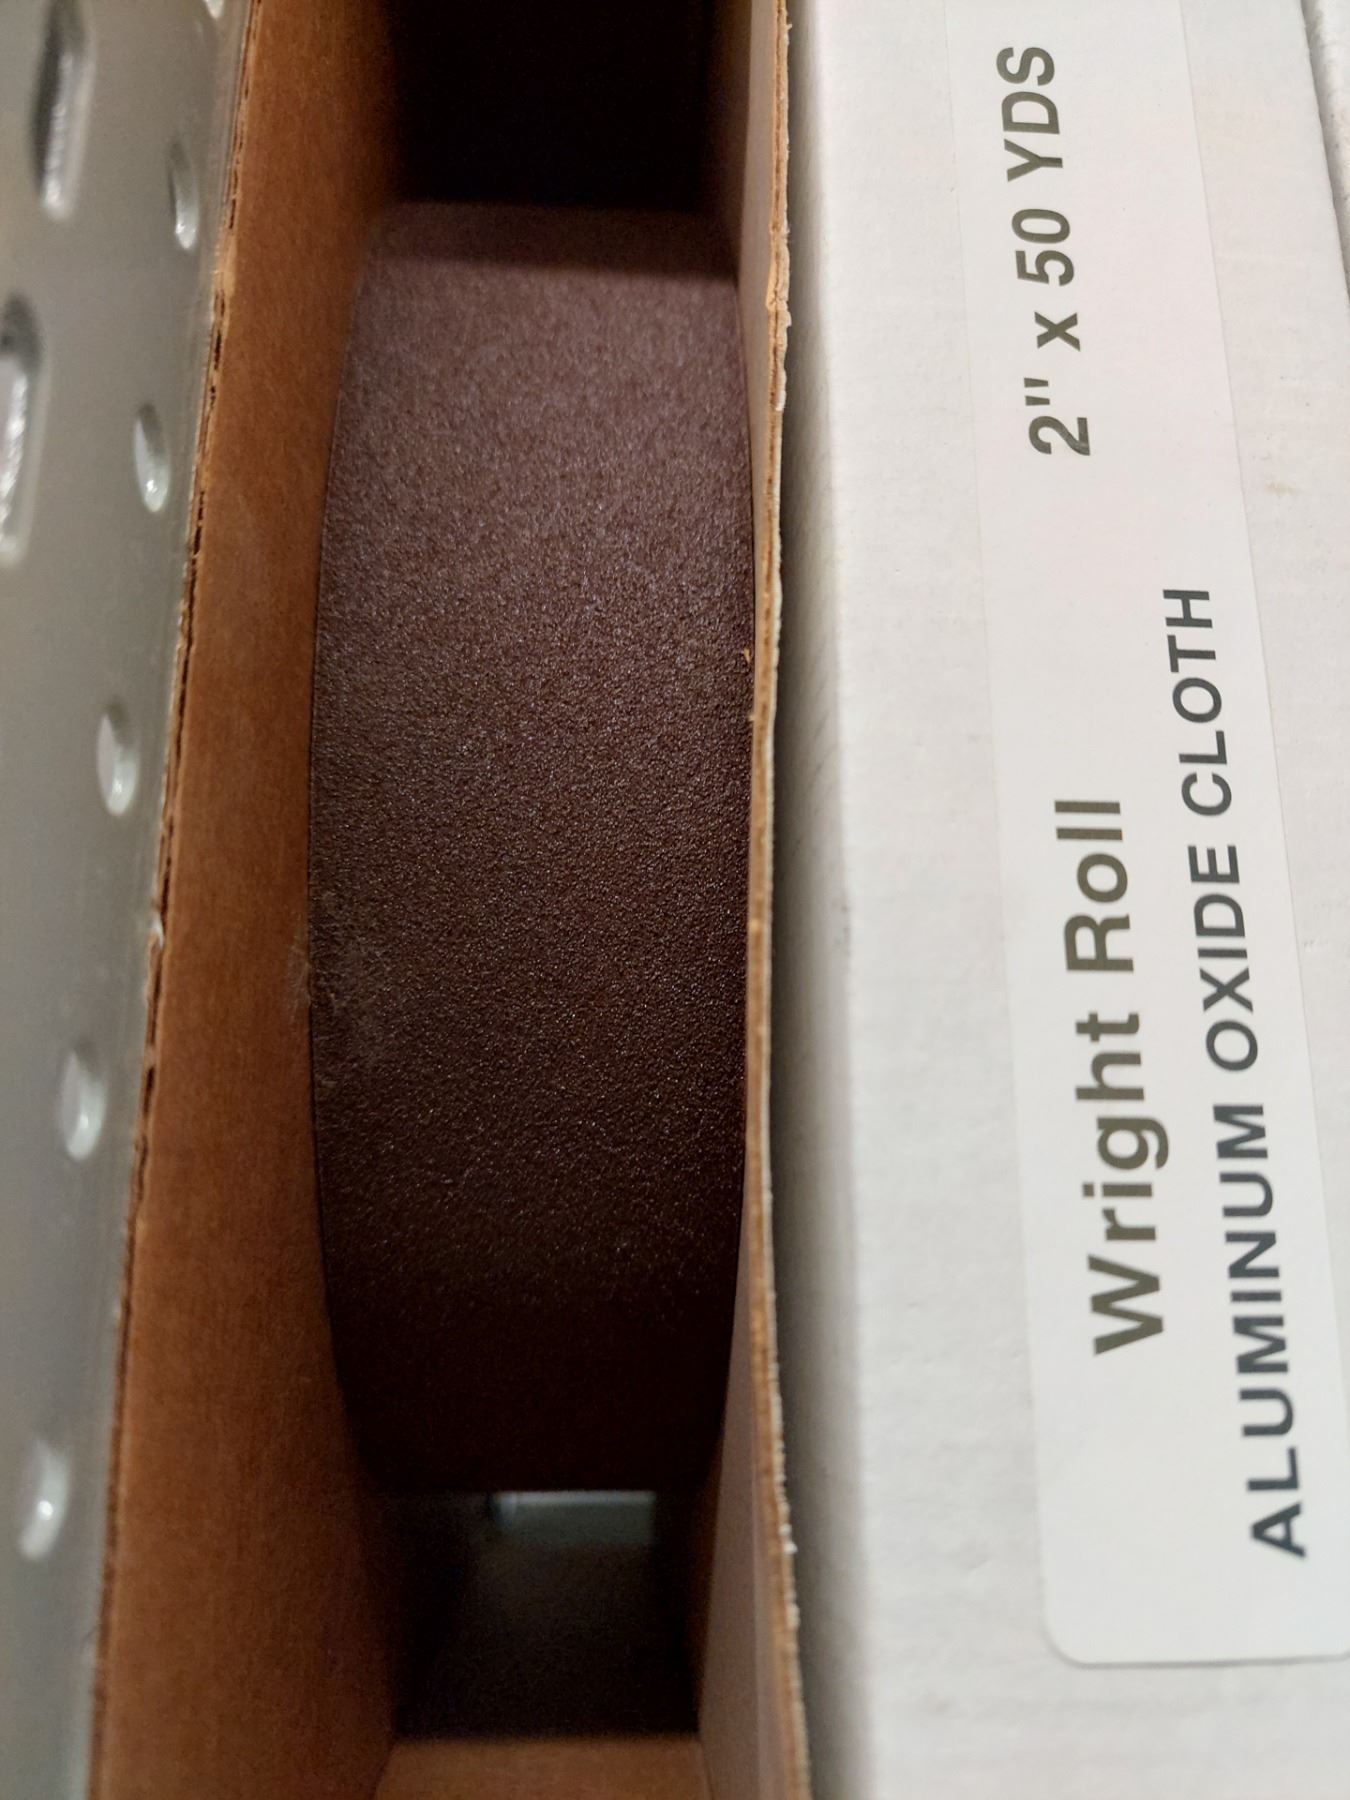 Wright Roll 2" x 50 YDS
ALUMINUM OXIDE CLOTH